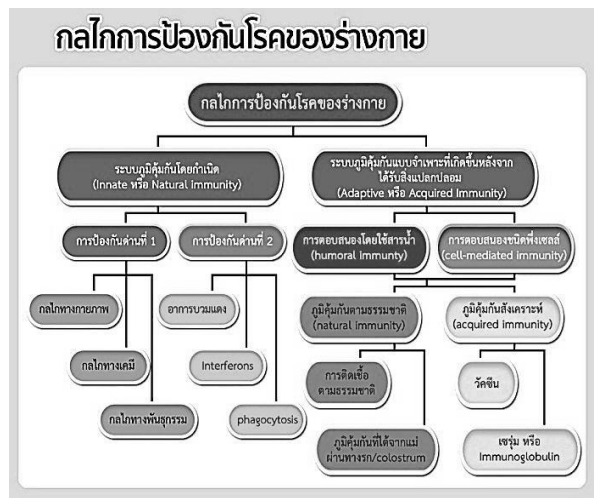 กลไกการป้องกันโรคของร่างกาย
กลไกการป้องกันโรคของร่างกาย
ระบบภูมิคุ้มกันโดยกำเนิด
(Innate หรือ Natural immunity)
ระบบภูมิคุ้มกันแบบจำเพาะที่เกิดขึ้นหลังจาก
ได้รับสิ่งแปลกปลอม
(Adaptive หรือ Acquired Immunity)
การป้องกันด่านที่ 1
การป้องกันด่านที่ 2
การตอบสนองโดยใช้สารน้ำ
(humoral immunty)
การตอบสนองชนิดพึ่งเซลล์
(cell-mediated immunity)
กลไกทางกายภาพ
อาการบวมแดง
ภูมิคุ้มกันตามธรรมชาติ
(natural immunity)
ภูมิคุ้มกันสังเคราะห์
(acquired immunity)
กลไกทางเคมี
Interferons
การติดเชื้อ
ตามธรรมชาติ
วัคซีน
กลไกทางพันธุกรรม
phagocytosis
ภูมิคุ้มกันที่ได้จากแม่
ผ่านทางรก/colostrum
เซรุ่ม หรือ
Immunoglobulin